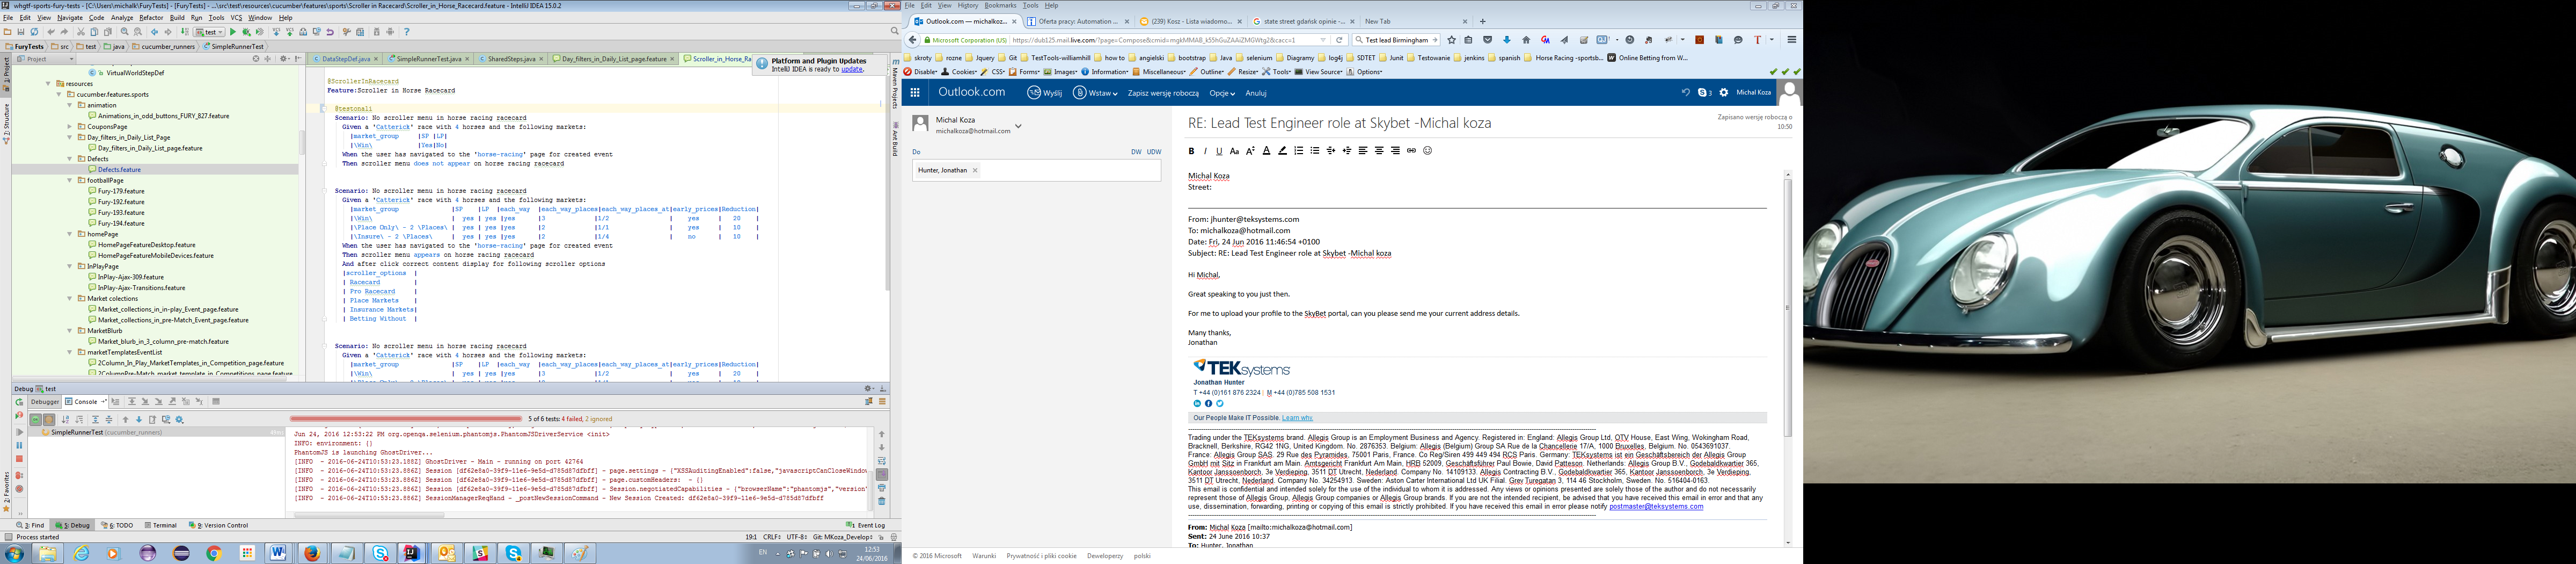 whgtf-sports-fury-tests - [C:\Users\michalk\FuryTests] - [FuryTests] - ...\src\test\resources\cucumber\features\sports\Scroller in Racecard\Scroller_in_Horse_Racecard.feature - IntelliJ IDEA 15.0.2
File Edit View Navigate Code Analyze Refactor Build Run Tools VCS Window Help
test
FuryTests src test java cucumber_runners SimpleRunnerTest
Project
DataStepDef.java SimpleRunnerTest.java SharedSteps.java Day_filters_in_Daily_List_page.feature Scroller_in_Horse_Ra
Platform and Plugin Updates
IntelliJ IDEA is ready to update.
VirtualWorldStepDef
resources
cucumber.features.sports
animation
Animations_in_odd_buttons_FURY_827.feature
CouponsPage
Day_filters_in_Daily_List_Page
Day_filters_in_Daily_List_page.feature
Defects
Defects.feature
footballPage
Fury-179.feature
Fury-192.feature
Fury-193.feature
Fury-194.feature
homePage
HomePageFeatureDesktop.feature
HomePageFeatureMobileDevices.feature
InPlayPage
InPlay-Ajax-309.feature
InPlay-Ajax-Transitions.feature
Market colections
Market_collections_in_in-play_Event_page.feature
Market_collections_in_pre-Match_Event_page.feature
MarketBlurb
Market_blurb_in_3_column_pre-match.feature
marketTemplatesEventList
2Column_In_Play_MarketTemplates_in_Competition_page.feature
2ColumnPre-Match_market_template_in_Competitions_page.feature
@ScrollerInRacecard
Feature:Scroller in Horse Racecard
@testonali
Scenario: No scroller menu in horse racing racecard
Given a 'Catterick' race with 4 horses and the following markets:
|market_group |SP |LP|
|\Win\ |Yes|No|
When the user has navigated to the 'horse-racing' page for created event
Then scroller menu does not appear on horse racing racecard
Scenario: No scroller menu in horse racing racecard
Given a 'Catterick' race with 4 horses and the following markets:
|market_group |SP |LP |each_way |each_way_places|each_way_places_at|early_prices|Reduction|
|\Win\ | yes | yes |yes |3 |1/2 | yes | 20 |
|\Place Only\ - 2 \Places\ | yes | yes |yes |2 |1/1 | yes | 10 |
|\Insure\ - 2 \Places\ | yes | yes |yes |2 |1/4 | no | 10 |
When the user has navigated to the 'horse-racing' page for created event
Then scroller menu appears on horse racing racecard
And after click correct content display for following scroller options
|scroller_options |
| Racecard |
| Pro Racecard |
| Place Markets |
| Insurance Markets|
| Betting Without |
Scenario: No scroller menu in horse racing racecard
Given a 'Catterick' race with 4 horses and the following markets:
|market_group |SP |LP |each_way |each_way_places|each_way_places_at|early_prices|Reduction|
|\Win\ | yes | yes |yes |3 |1/2 | yes | 20 |
1: Project
7: Structure
2: Favorites
Maven Projects
Ant Build
Debug test
Debugger Console
5 of 6 tests: 4 failed, 2 ignored
SimpleRunnerTest (cucumber_runners)
Jun 24, 2016 12:53:22 PM org.openqa.selenium.phantomjs.PhantomJSDriverService <init>
INFO: environment: {}
PhantomJS is launching GhostDriver...
[INFO - 2016-06-24T10:53:23.188Z] GhostDriver - Main - running on port 42764
[INFO - 2016-06-24T10:53:23.886Z] Session [df62e8a0-39f9-11e6-9e5d-d785d87dfbff] - page.settings - {"XSSAuditingEnabled":false,"javascriptCanCloseWindow
[INFO - 2016-06-24T10:53:23.886Z] Session [df62e8a0-39f9-11e6-9e5d-d785d87dfbff] - page.customHeaders: - {}
[INFO - 2016-06-24T10:53:23.886Z] Session [df62e8a0-39f9-11e6-9e5d-d785d87dfbff] - Session.negotiatedCapabilities - {"browserName":"phantomjs","version"
[INFO - 2016-06-24T10:53:23.886Z] SessionManagerReqHand - _postNewSessionCommand - New Session Created: df62e8a0-39f9-11e6-9e5d-d785d87dfbff
3: Find 5: Debug 6: TODO Terminal 9: Version Control 1 Event Log
Process started
19:1 CRLF÷ UTF-8÷ Git: MKoza_Develop÷
EN 12:53
24/06/2016
File Edit View History Bookmarks Tools Help
Outlook.com — michalkoz... Oferta pracy: Automation ... (239) Kosz - Lista wiadomo... state street gdańsk opinie -... New Tab
Microsoft Corporation (US) https://dub125.mail.live.com/?page=Compose&cmid=mgkMMAB_k55hGuZAAiZMGWtg2&cacc=1 Test lead Birmingham
skroty rozne Jquery Git TestTools-williamhill how to angielski bootstrap Java selenium Diagramy log4j SDTET Junit Testowanie jenkins spanish Horse Racing -sportsb... Online Betting from W...
Disable Cookies CSS Forms Images Information Miscellaneous Outline Resize Tools View Source Options
Outlook.com Wyślij Wstaw Zapisz wersję roboczą Opcje Anuluj 3 Michal Koza
Michal Koza
michalkoza@hotmail.com
Do DW UDW
Hunter, Jonathan
RE: Lead Test Engineer role at Skybet -Michal koza
Zapisano wersję roboczą o
10:50
Michal Koza
Street:
From: jhunter@teksystems.com
To: michalkoza@hotmail.com
Date: Fri, 24 Jun 2016 11:46:54 +0100
Subject: RE: Lead Test Engineer role at Skybet -Michal koza
Hi Michal,
Great speaking to you just then.
For me to upload your profile to the SkyBet portal, can you please send me your current address details.
Many thanks,
Jonathan
TEKsystems
Jonathan Hunter
T +44 (0)161 876 2324 | M +44 (0)785 508 1531
Our People Make IT Possible. Learn why.
Trading under the TEKsystems brand. Allegis Group is an Employment Business and Agency. Registered in: England: Allegis Group Ltd, OTV House, East Wing, Wokingham Road,
Bracknell, Berkshire, RG42 1NG, United Kingdom. No. 2876353. Belgium: Allegis (Belgium) Group SA Rue de la Chancellerie 17/A, 1000 Bruxelles, Belgium. No. 0543691037.
France: Allegis Group SAS. 29 Rue des Pyramides, 75001 Paris, France. Co Reg/Siren 499 449 494 RCS Paris. Germany: TEKsystems ist ein Geschäftsbereich der Allegis Group
GmbH mit Sitz in Frankfurt am Main. Amtsgericht Frankfurt Am Main, HRB 52009, Geschäftsführer Paul Bowie, David Patteson. Netherlands: Allegis Group B.V., Godebaldkwartier 365,
Kantoor Janssoenborch, 3e Verdieping, 3511 DT Utrecht, Nederland. Company No. 14109133. Allegis Contracting B.V., Godebaldkwartier 365, Kantoor Janssoenborch, 3e Verdieping,
3511 DT Utrecht, Nederland. Company No. 34254913. Sweden: Aston Carter International Ltd UK Filial. Grev Turegatan 3, 114 46 Stockholm, Sweden. No. 516404-0163.
This email is confidential and intended solely for the use of the individual to whom it is addressed. Any views or opinions presented are solely those of the author and do not necessarily
represent those of Allegis Group, Allegis Group companies or Allegis Group brands. If you are not the intended recipient, be advised that you have received this email in error and that any
use, dissemination, forwarding, printing or copying of this email is strictly prohibited. If you have received this email in error please notify postmaster@teksystems.com
From: Michal Koza [mailto:michalkoza@hotmail.com]
Sent: 24 June 2016 10:37
To: Hunter, Jonathan
© 2016 Microsoft Warunki Prywatność i pliki cookie Deweloperzy polski